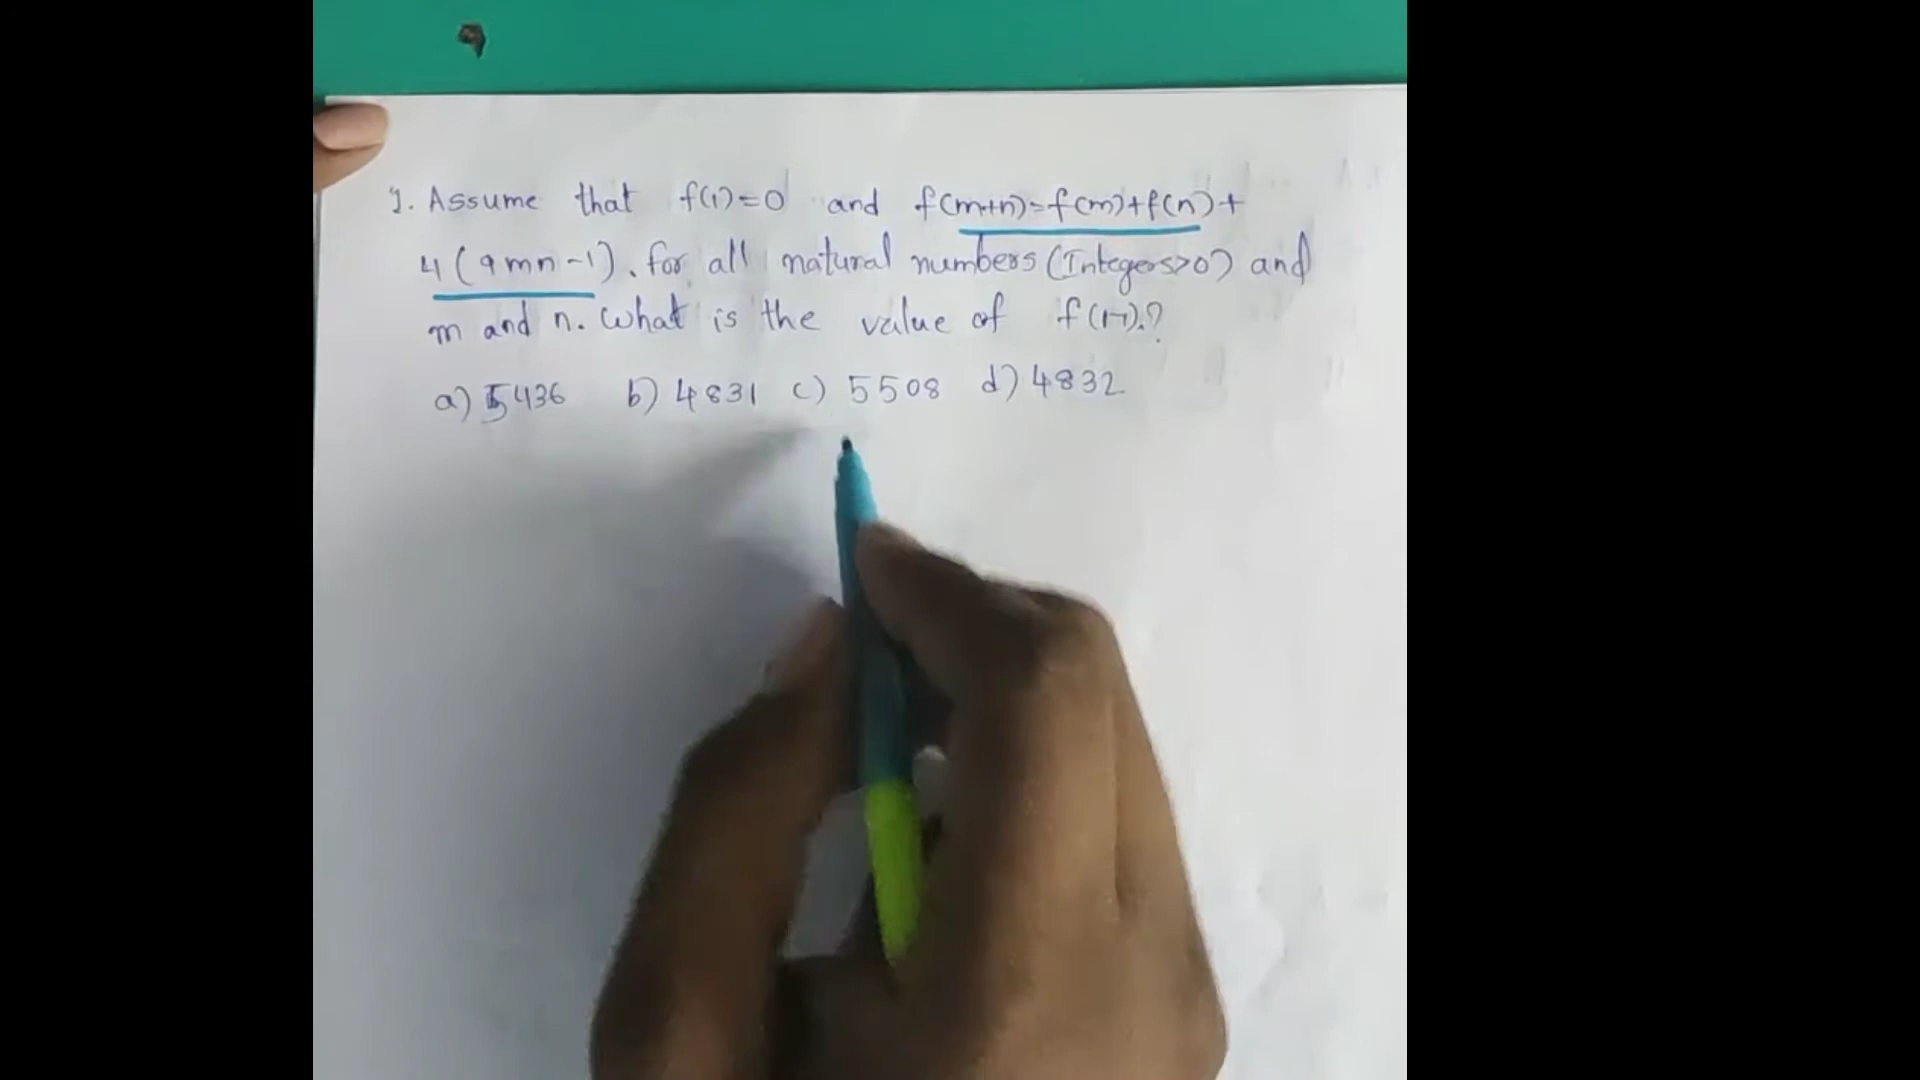 1. Assume that f(1)=0 and f(m+n)=f(m)+f(n)+
4(9mn-1). for all natural numbers (Integers>0) and
m and n. What is the value of f(17).?
a) 5436 b) 4831 c) 5508 d) 4832